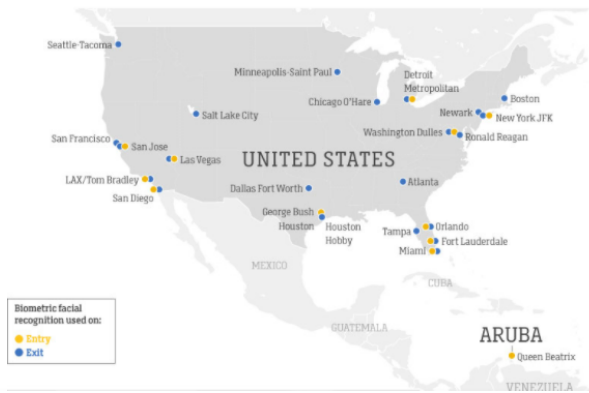 Seattle-Tacoma
Minneapolis-Saint Paul
Detroit
Metropolitan
Chicago O'Hare
Boston
Salt Lake City
Newark
New York JFK
Washington Dulles
Ronald Reagan
San Francisco
San Jose
Las Vegas
UNITED STATES
LAX/Tom Bradley
Dallas Fort Worth
Atlanta
San Diego
George Bush
Houston
Houston
Hobby
Tampa
Orlando
Fort Lauderdale
Miami
MEXICO
CUBA
Biometric facial
recognition used on:
Entry
Exit
GUATEMALA
ARUBA
Queen Beatrix
VENEZUELA